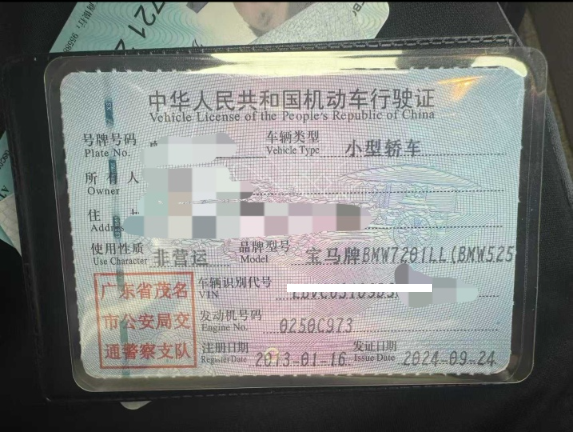 中华人民共和国机动车行驶证
Vehicle License of the People's Republic of China
号牌号码
Plate No.
车辆类型 小型轿车
Vehicle Type
所有人
Owner
住
Addre
使用性质 非营运
Use Character
品牌型号 宝马牌BMW7201LL(BMW525
Model
广东省茂名
市公安局交
通警察支队
车辆识别代号
VIN
发动机号码 0250C973
Engine No.
注册日期 2013-01-16
Register Date
发证日期 2024-09-24
Issue Date